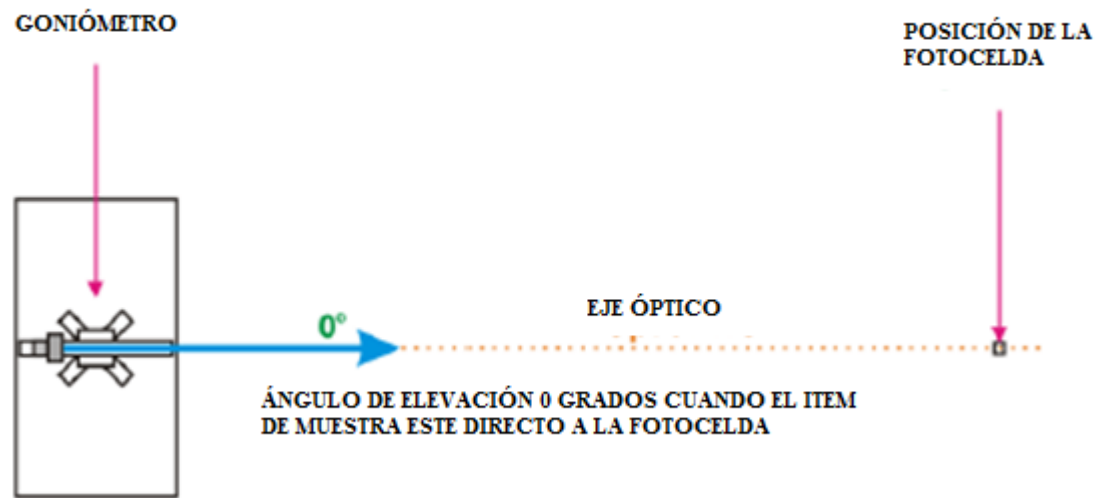 GONIÓMETRO
POSICIÓN DE LA
FOTOCELDA
0°
EJE ÓPTICO
ÁNGULO DE ELEVACIÓN 0 GRADOS CUANDO EL ITEM
DE MUESTRA ESTE DIRECTO A LA FOTOCELDA